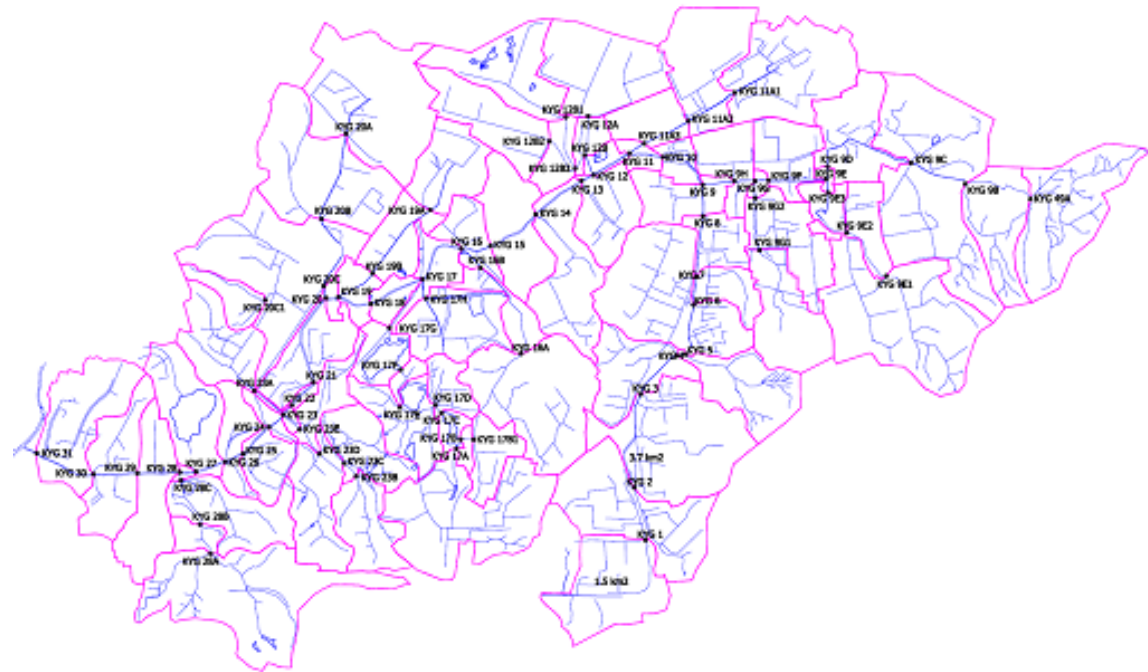 KYG 11A1
KYG 12B1
KYG 12A
KYG 11A2
KYG 20A
KYG 12B2
KYG 11A3
KYG 12B
KYG 11
KYG 10
KYG 9D
KYG 9C
KYG 12
KYG 13
KYG 9
KYG 9H
KYG 9G
KYG 9F
KYG 9E
KYG 9B
KYG 9E3
KYG 49A
KYG 9G2
KYG 19A
KYG 20B
KYG 14
KYG 8
KYG 9E2
KYG 16
KYG 15
KYG 9G1
KYG 16B
KYG 19B
KYG 17
KYG 7
KYG 9E1
KYG 20C
KYG 20
KYG 19
KYG 18
KYG 17H
KYG 6
KYG 20C1
KYG 17G
KYG 16A
KYG 5
KYG 17F
KYG 21
KYG 3
KYG 22
KYG 17E
KYG 17D
KYG 23
KYG 17C
KYG 24
KYG 23E
KYG 17B
KYG 17A
KYG 31
KYG 25
KYG 26
KYG 23D
KYG 23C
3.7 km2
KYG 30
KYG 29
KYG 28
KYG 27
KYG 23B
KYG 28C
KYG 2
KYG 28B
KYG 1
KYG 28A
1.5 km2